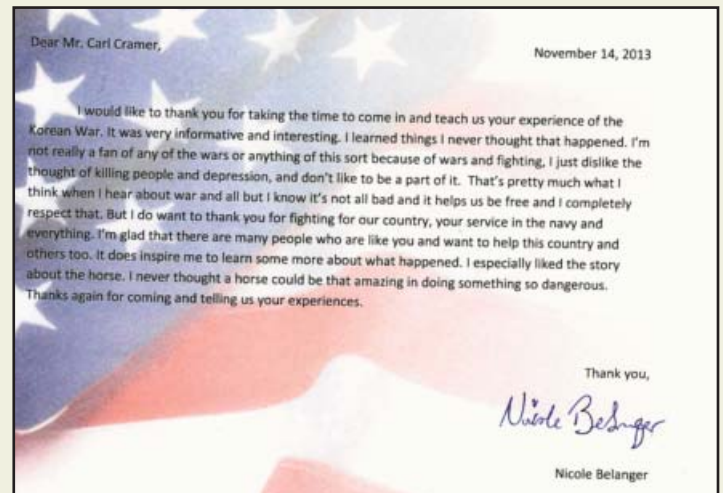 Dear Mr. Carl Cramer,
November 14, 2013
I would like to thank you for taking the time to come in and teach us your experience of the
Korean War. It was very informative and interesting. I learned things I never thought that happened. I'm
not really a fan of any of the wars or anything of this sort because of wars and fighting, I just dislike the
thought of killing people and depression, and don't like to be a part of it. That's pretty much what I
think when I hear about war and all but I know it's not all bad and it helps us be free and I completely
respect that. But I do want to thank you for fighting for our country, your service in the navy and
everything. I'm glad that there are many people who are like you and want to help this country and
others too. It does inspire me to learn some more about what happened. I especially liked the story
about the horse. I never thought a horse could be that amazing in doing something so dangerous.
Thanks again for coming and telling us your experiences.
Thank you,
Nicole Belanger
Nicole Belanger